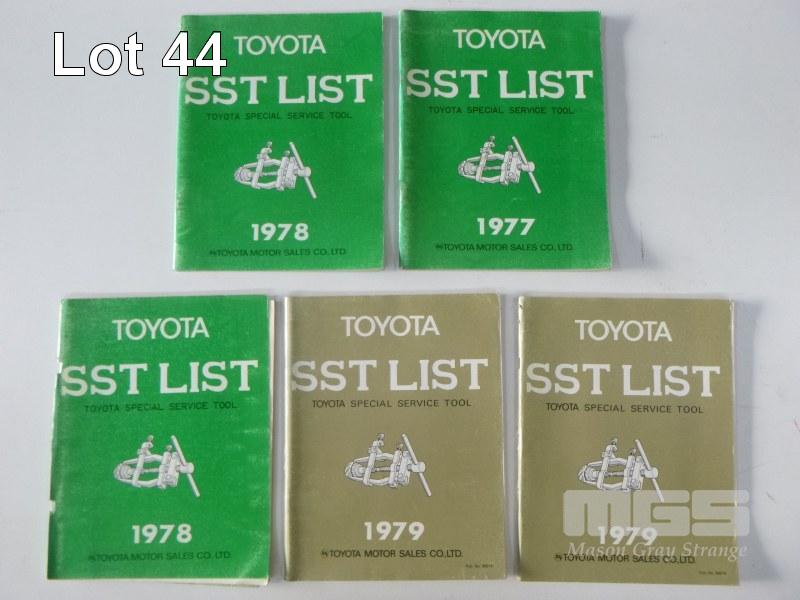 Lot 44
TOYOTA
SST LIST
TOYOTA SPECIAL SERVICE TOOL
1978
TOYOTA MOTOR SALES CO., LTD.
TOYOTA
SST LIST
TOYOTA SPECIAL SERVICE TOOL
1977
TOYOTA MOTOR SALES CO., LTD.
TOYOTA
SST LIST
TOYOTA SPECIAL SERVICE TOOL
1978
TOYOTA MOTOR SALES CO., LTD.
TOYOTA
SST LIST
TOYOTA SPECIAL SERVICE TOOL
1979
TOYOTA MOTOR SALES CO.,LTD.
TOYOTA
SST LIST
TOYOTA SPECIAL SERVICE TOOL
1979
TOYOTA MOTOR SALES CO.,LTD.
MGS
Mason Gray Strange